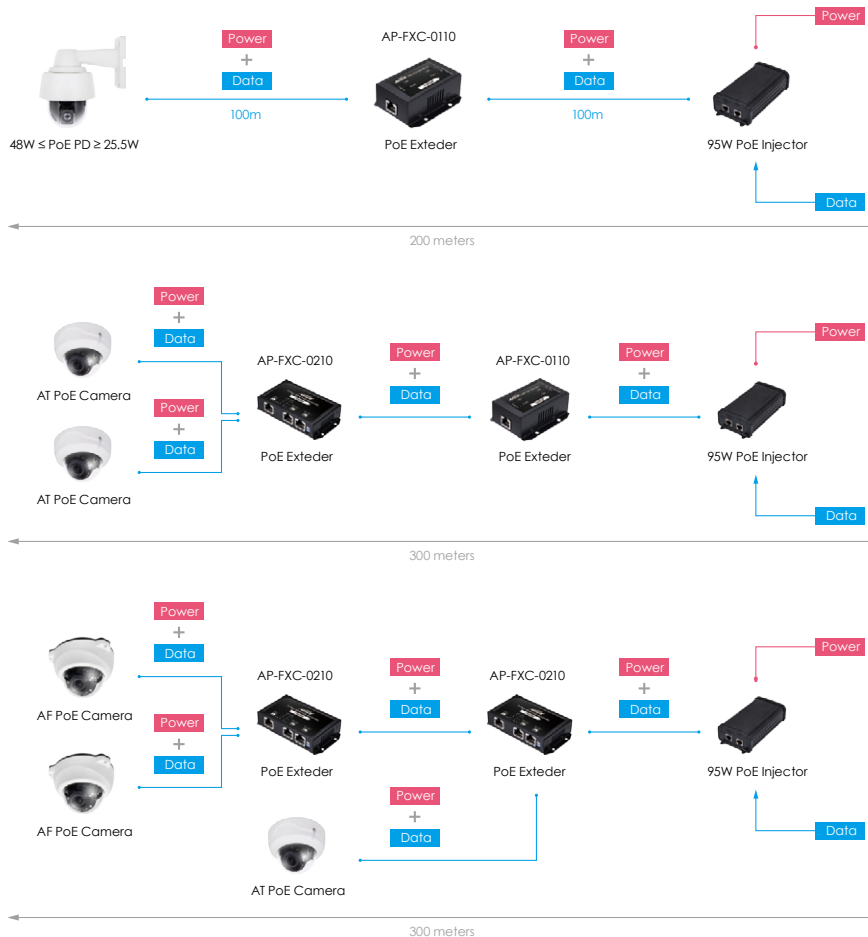 Power
Power
AP-FXC-0110
Power
+
+
Data
Data
100m
100m
48W ≤ PoE PD ≥ 25.5W
PoE Exteder
95W PoE Injector
Data
200 meters
Power
+
Data
Power
AP-FXC-0210
Power
AP-FXC-0110
Power
+
+
Data
Data
AT PoE Camera
Power
+
Data
PoE Exteder
PoE Exteder
95W PoE Injector
AT PoE Camera
Data
300 meters
Power
+
Data
Power
AP-FXC-0210
Power
AP-FXC-0210
Power
+
+
Data
Data
AF PoE Camera
Power
+
Data
PoE Exteder
PoE Exteder
95W PoE Injector
Power
+
Data
AF PoE Camera
Data
AT PoE Camera
300 meters